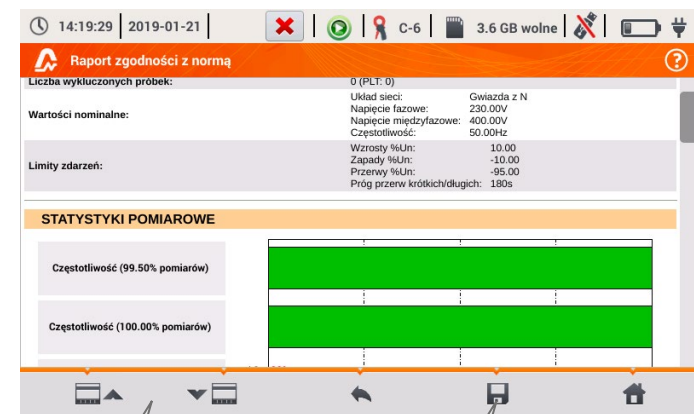 14:19:29 2019-01-21 C-6 3.6 GB wolne
Raport zgodności z normą ?
Liczba wykluczonych próbek: 0 (PLT: 0)
Wartości nominalne:
Układ sieci: Gwiazda z N
Napięcie fazowe: 230.00V
Napięcie międzyfazowe: 400.00V
Częstotliwość: 50.00Hz
Limity zdarzeń:
Wzrosty %Un: 10.00
Zapady %Un: -10.00
Przerwy %Un: -95.00
Próg przerw krótkich/długich: 180s
STATYSTYKI POMIAROWE
Częstotliwość (99.50% pomiarów)
Częstotliwość (100.00% pomiarów)